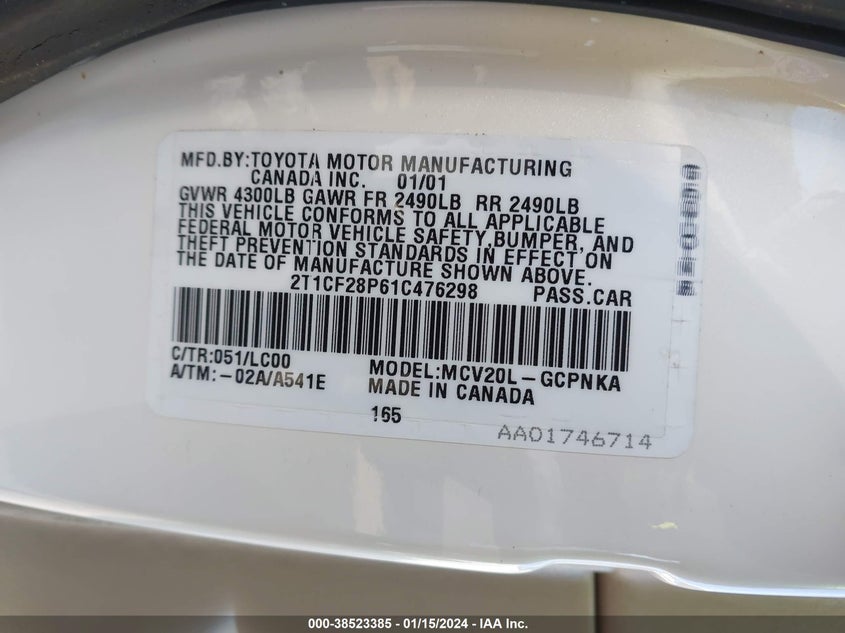 MFD.BY:TOYOTA MOTOR MANUFACTURING
CANADA INC. 01/01
GVWR 4300LB GAWR FR 2490LB RR 2490LB
THIS VEHICLE CONFORMS TO ALL APPLICABLE
FEDERAL MOTOR VEHICLE SAFETY,BUMPER, AND
THEFT PREVENTION STANDARDS IN EFFECT ON
THE DATE OF MANUFACTURE SHOWN ABOVE.
2T1CF28P61C476298 PASS.CAR
C/TR:051/LC00 MODEL:MCV20L-GCPNKA
A/TM:-02A/A541E MADE IN CANADA
165
AA01746714
000-38523385 - 01/15/2024 - IAA Inc.